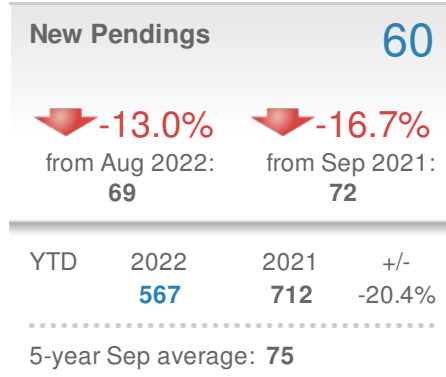 New Pendings 60
-13.0% -16.7%
from Aug 2022: from Sep 2021:
69 72
YTD 2022 2021 +/-
567 712 -20.4%
5-year Sep average: 75